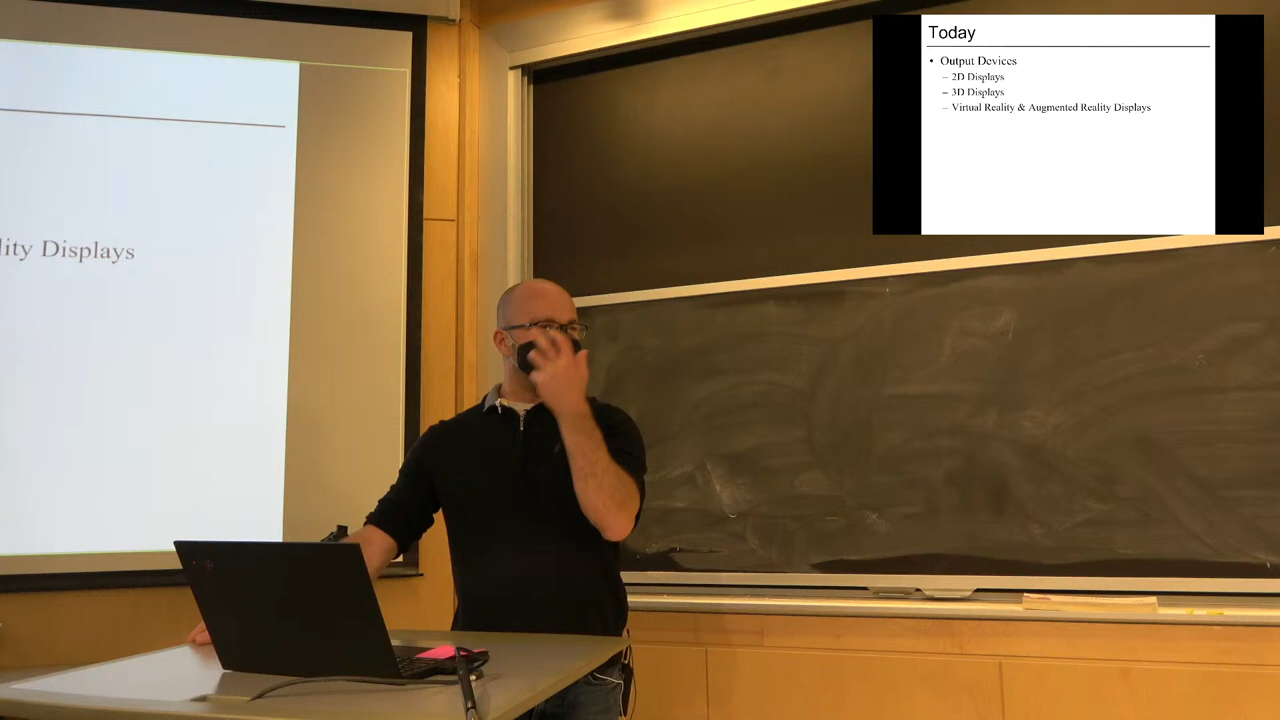 lity Displays
Today
• Output Devices
– 2D Displays
– 3D Displays
– Virtual Reality & Augmented Reality Displays